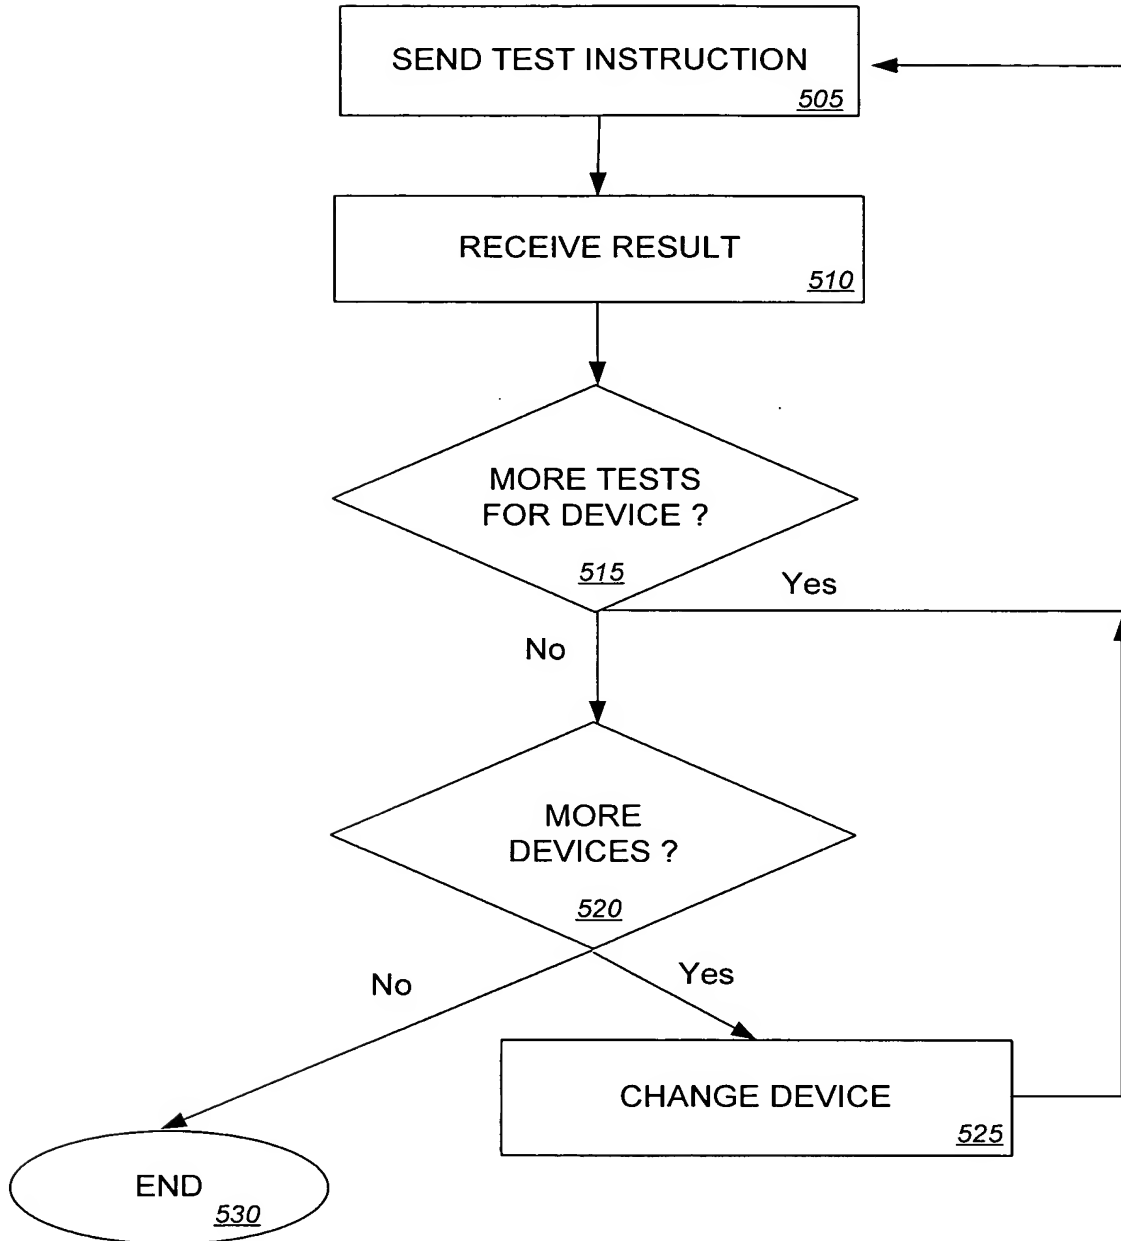 SEND TEST INSTRUCTION
505
RECEIVE RESULT
510
MORE TESTS
FOR DEVICE ?
515
Yes
No
MORE
DEVICES ?
520
No
Yes
CHANGE DEVICE
525
END
530